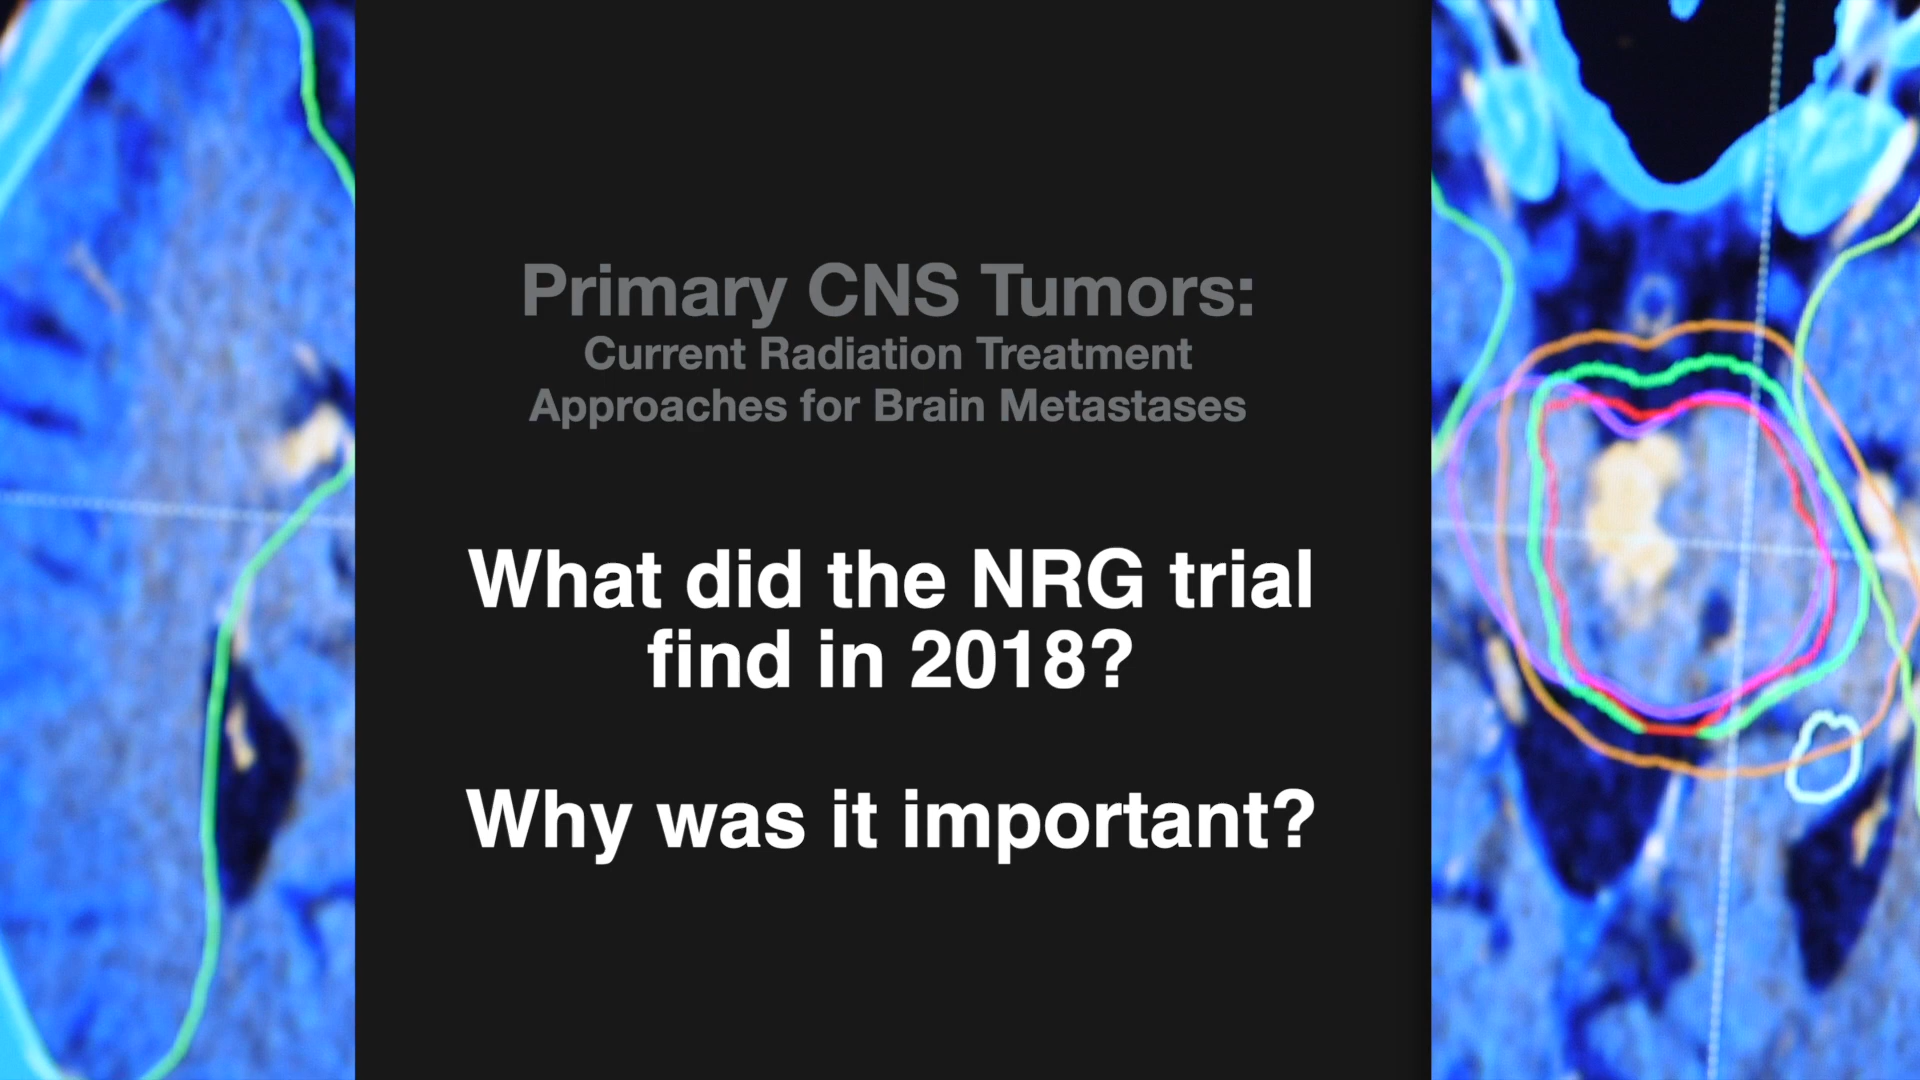 Primary CNS Tumors:
Current Radiation Treatment
Approaches for Brain Metastases
What did the NRG trial
find in 2018?
Why was it important?